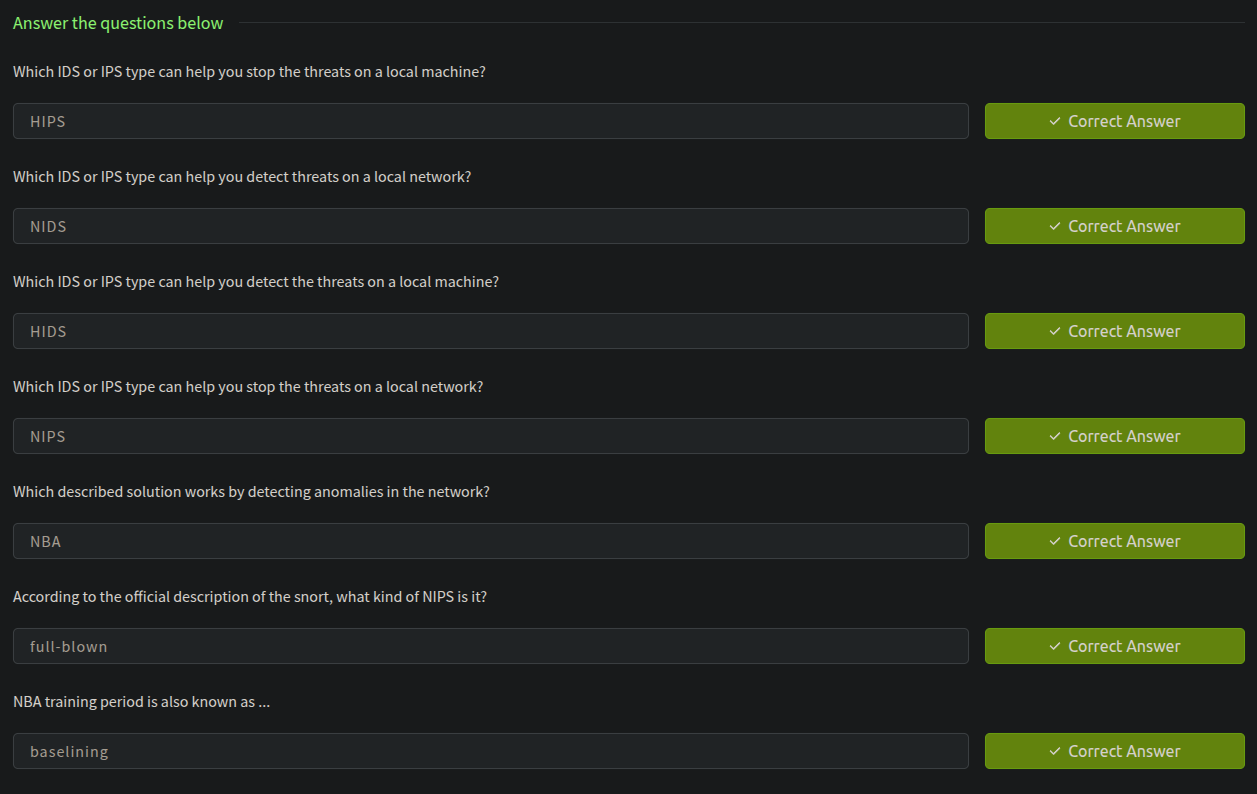 Answer the questions below
Which IDS or IPS type can help you stop the threats on a local machine?
HIPS
✓ Correct Answer
Which IDS or IPS type can help you detect threats on a local network?
NIDS
✓ Correct Answer
Which IDS or IPS type can help you detect the threats on a local machine?
HIDS
✓ Correct Answer
Which IDS or IPS type can help you stop the threats on a local network?
NIPS
✓ Correct Answer
Which described solution works by detecting anomalies in the network?
NBA
✓ Correct Answer
According to the official description of the snort, what kind of NIPS is it?
full-blown
✓ Correct Answer
NBA training period is also known as ...
baselining
✓ Correct Answer